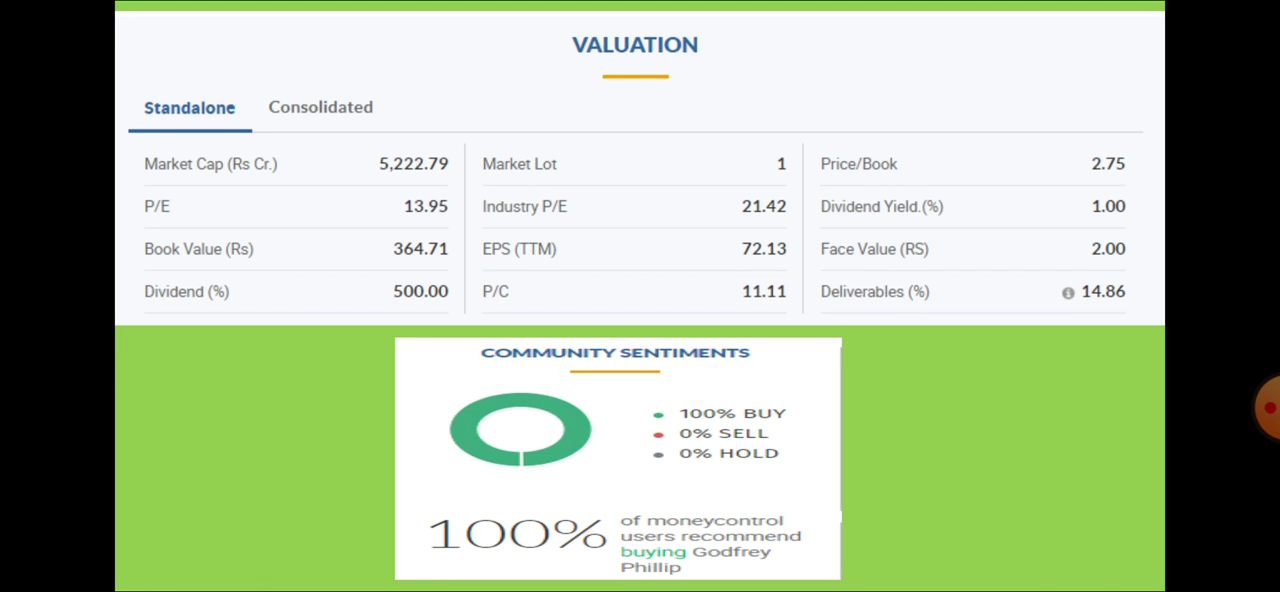 VALUATION
Standalone Consolidated
Market Cap (Rs Cr.) 5,222.79 Market Lot 1 Price/Book 2.75
P/E 13.95 Industry P/E 21.42 Dividend Yield.(%) 1.00
Book Value (Rs) 364.71 EPS (TTM) 72.13 Face Value (RS) 2.00
Dividend (%) 500.00 P/C 11.11 Deliverables (%) 14.86
COMMUNITY SENTIMENTS
100% BUY
0% SELL
0% HOLD
100% of moneycontrol
users recommend
buying Godfrey
Phillip